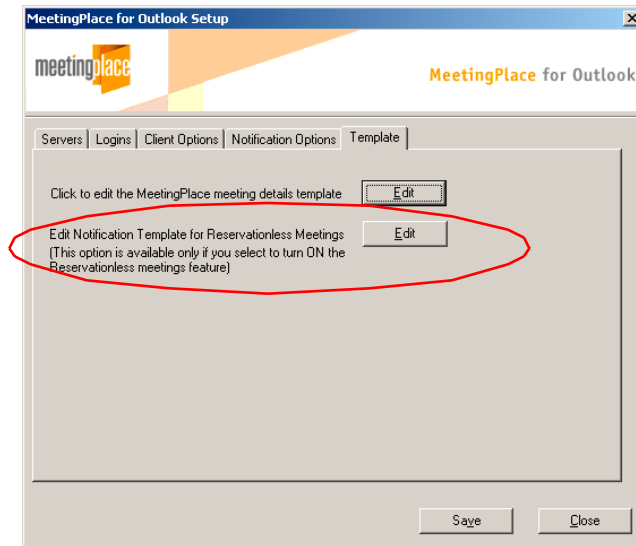 MeetingPlace for Outlook Setup
meetingplace
MeetingPlace for Outlook
Servers Logins Client Options Notification Options Template
Click to edit the MeetingPlace meeting details template Edit
Edit Notification Template for Reservationless Meetings Edit
(This option is available only if you select to turn ON the
Reservationless meetings feature)
Save Close